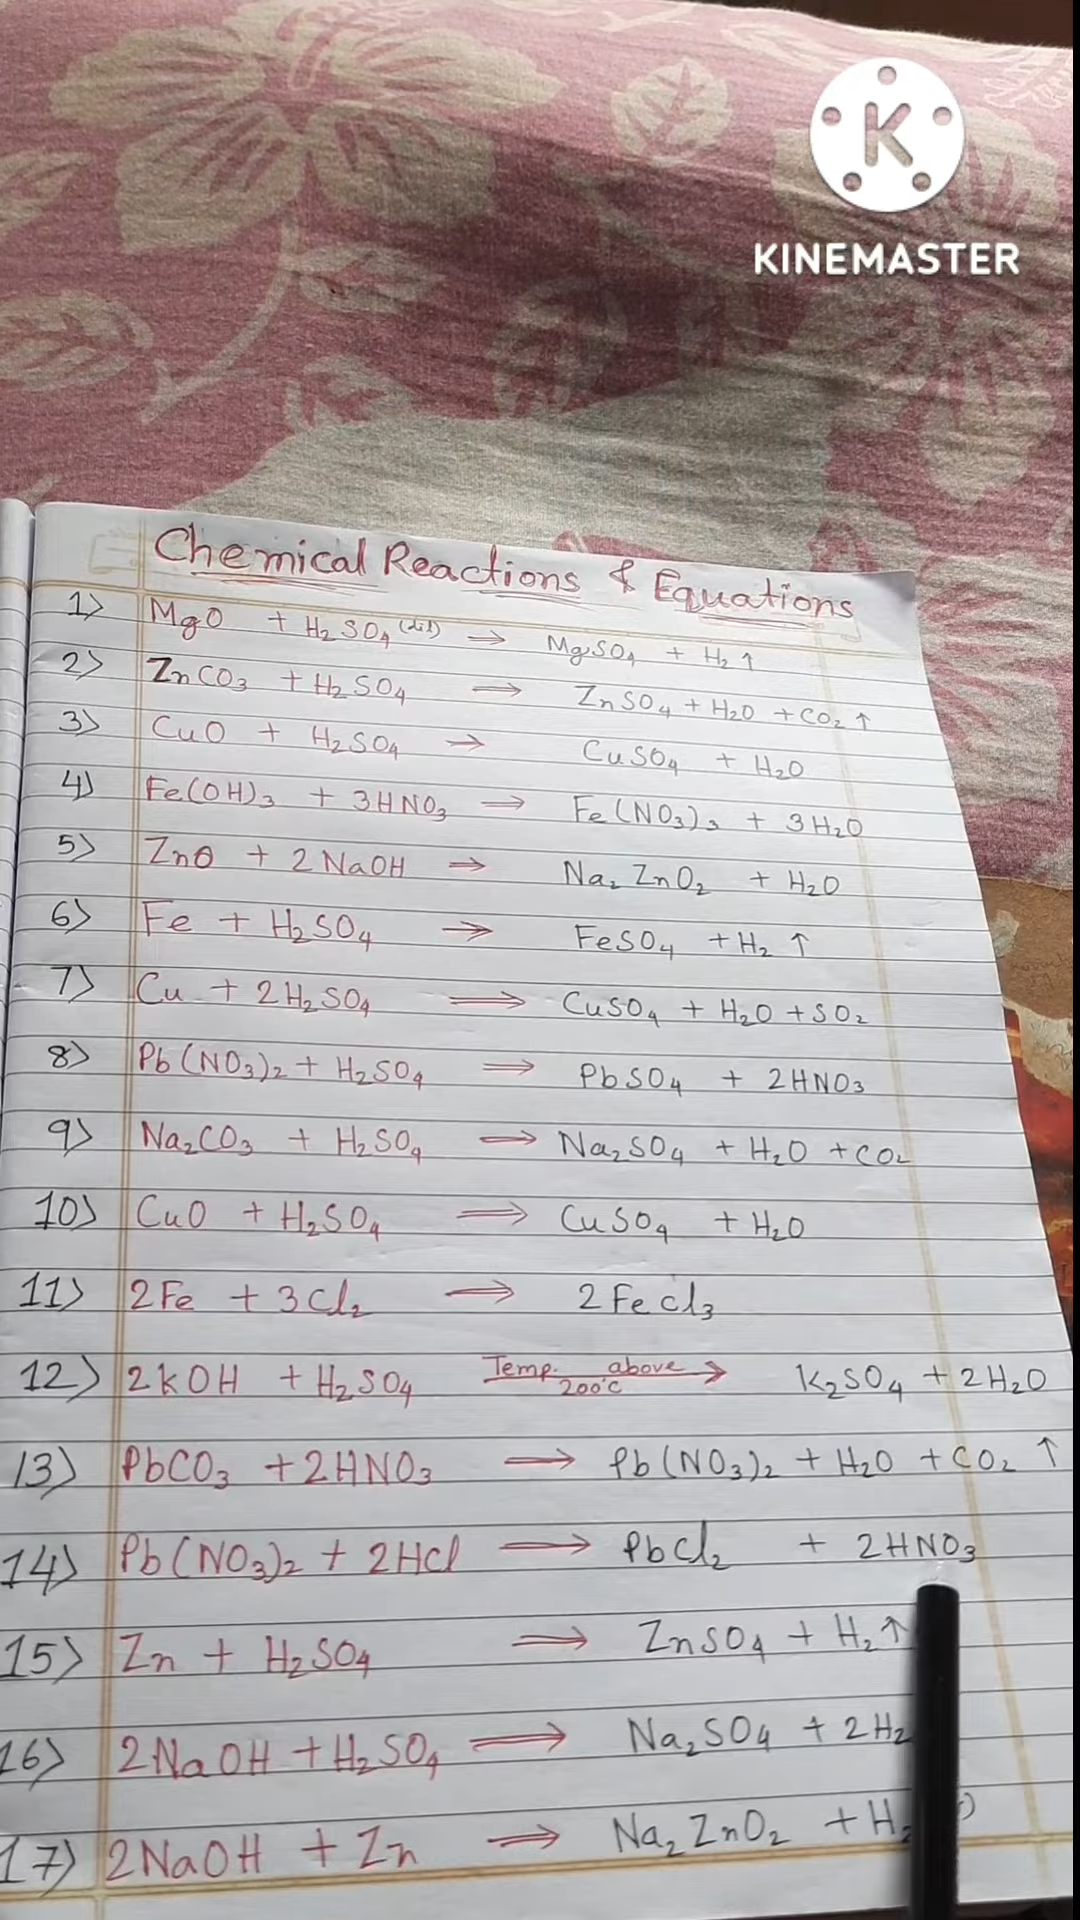 K
KINEMASTER
Chemical Reactions & Equations
1) MgO + H₂SO₄ (dil) → MgSO₄ + H₂ ↑
2) ZnCO₃ + H₂SO₄ → ZnSO₄ + H₂O + CO₂ ↑
3) CuO + H₂SO₄ → CuSO₄ + H₂O
4) Fe(OH)₃ + 3HNO₃ → Fe(NO₃)₃ + 3H₂O
5) ZnO + 2NaOH → Na₂ZnO₂ + H₂O
6) Fe + H₂SO₄ → FeSO₄ + H₂ ↑
7) Cu + 2H₂SO₄ ⟹ CuSO₄ + H₂O + SO₂
8) Pb(NO₃)₂ + H₂SO₄ ⟹ PbSO₄ + 2HNO₃
9) Na₂CO₃ + H₂SO₄ ⟹ Na₂SO₄ + H₂O + CO₂
10) CuO + H₂SO₄ ⟹ CuSO₄ + H₂O
11) 2Fe + 3Cl₂ ⟹ 2FeCl₃
12) 2KOH + H₂SO₄ Temp. above 200°C → K₂SO₄ + 2H₂O
13) PbCO₃ + 2HNO₃ ⟹ Pb(NO₃)₂ + H₂O + CO₂ ↑
14) Pb(NO₃)₂ + 2HCl ⟹ PbCl₂ + 2HNO₃
15) Zn + H₂SO₄ ⟹ ZnSO₄ + H₂ ↑
16) 2NaOH + H₂SO₄ ⟹ Na₂SO₄ + 2H₂
17) 2NaOH + Zn ⟹ Na₂ZnO₂ + H₂